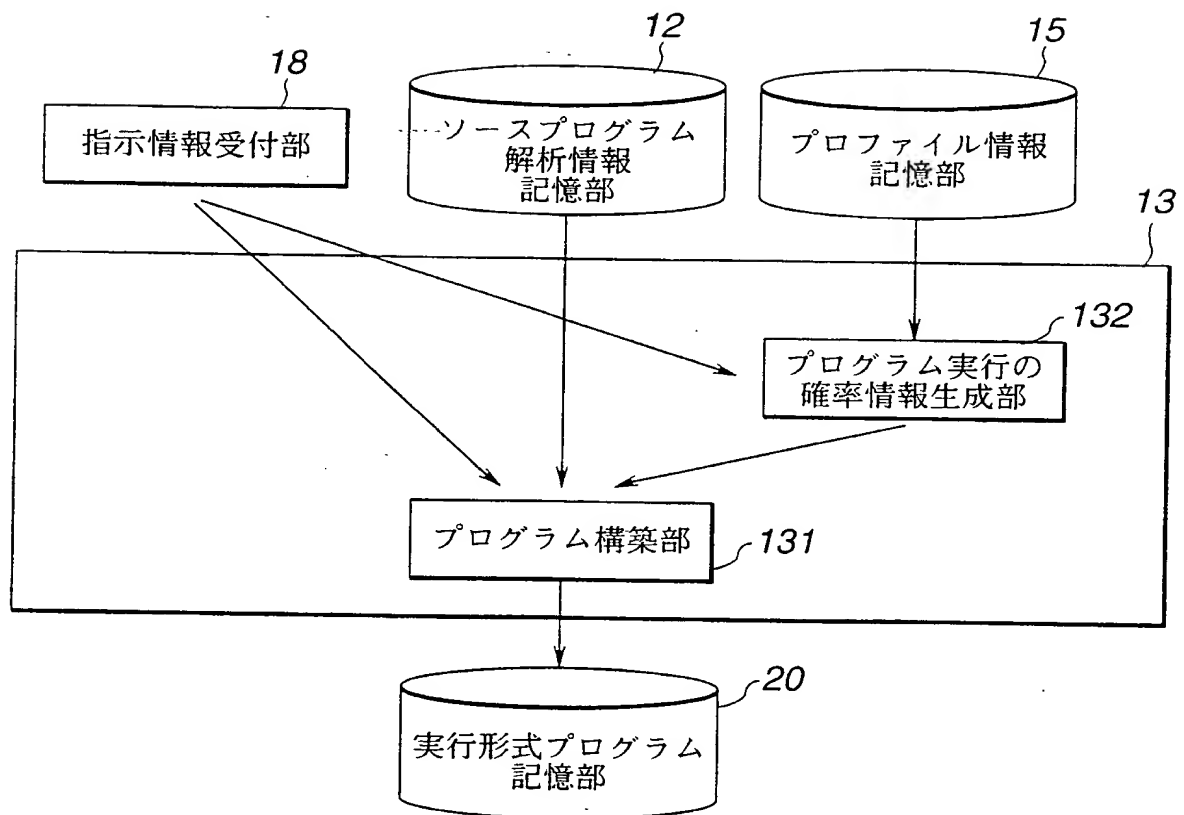 12
15
18
指示情報受付部
ソースプログラム
解析情報
記憶部
プロファイル情報
記憶部
13
132
プログラム実行の
確率情報生成部
プログラム構築部
131
20
実行形式プログラム
記憶部